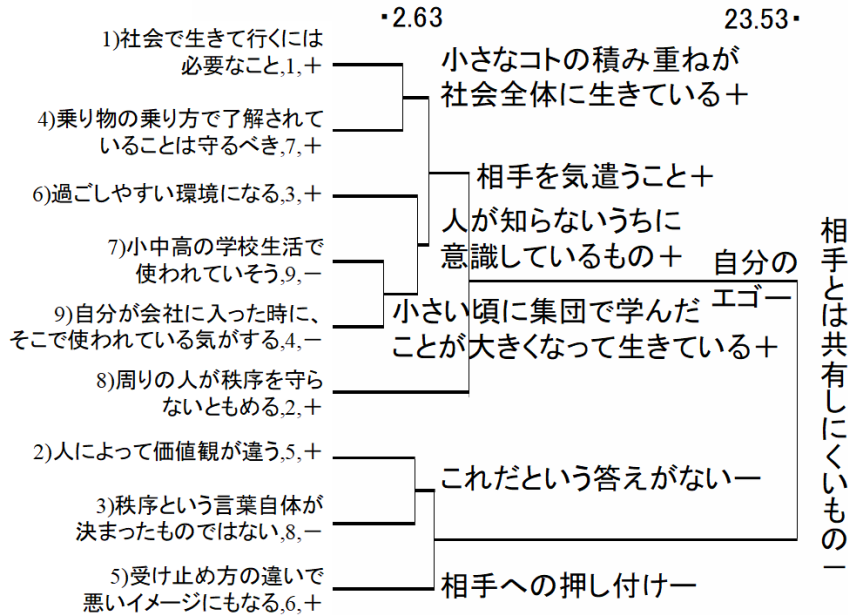 ・2.63
23.53・
1)社会で生きて行くには
必要なこと,1,＋
小さなコトの積み重ねが
社会全体に生きている＋
4)乗り物の乗り方で了解されて
いることは守るべき,7,＋
相手を気遣うこと＋
6)過ごしやすい環境になる,3,＋
人が知らないうちに
意識しているもの＋
7)小中高の学校生活で
使われていそう,9,－
自分の
エゴー
相手とは共有しにくいもの－
9)自分が会社に入った時に、
そこで使われている気がする,4,－
小さい頃に集団で学んだ
ことが大きくなって生きている＋
8)周りの人が秩序を守ら
ないともめる,2,＋
2)人によって価値観が違う,5,＋
これだという答えがないー
3)秩序という言葉自体が
決まったものではない,8,－
5)受け止め方の違いで
悪いイメージにもなる,6,＋
相手への押し付けー